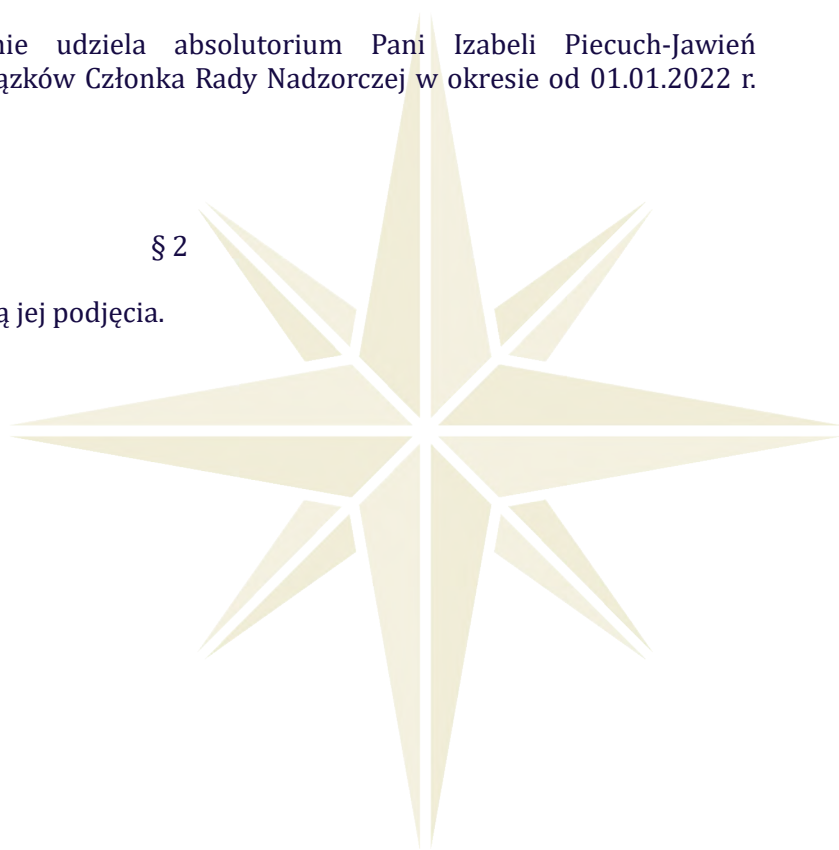 nie udziela absolutorium Pani Izabeli Piecuch-Jawień
ązków Członka Rady Nadzorczej w okresie od 01.01.2022 r.
§ 2
ą jej podjęcia.